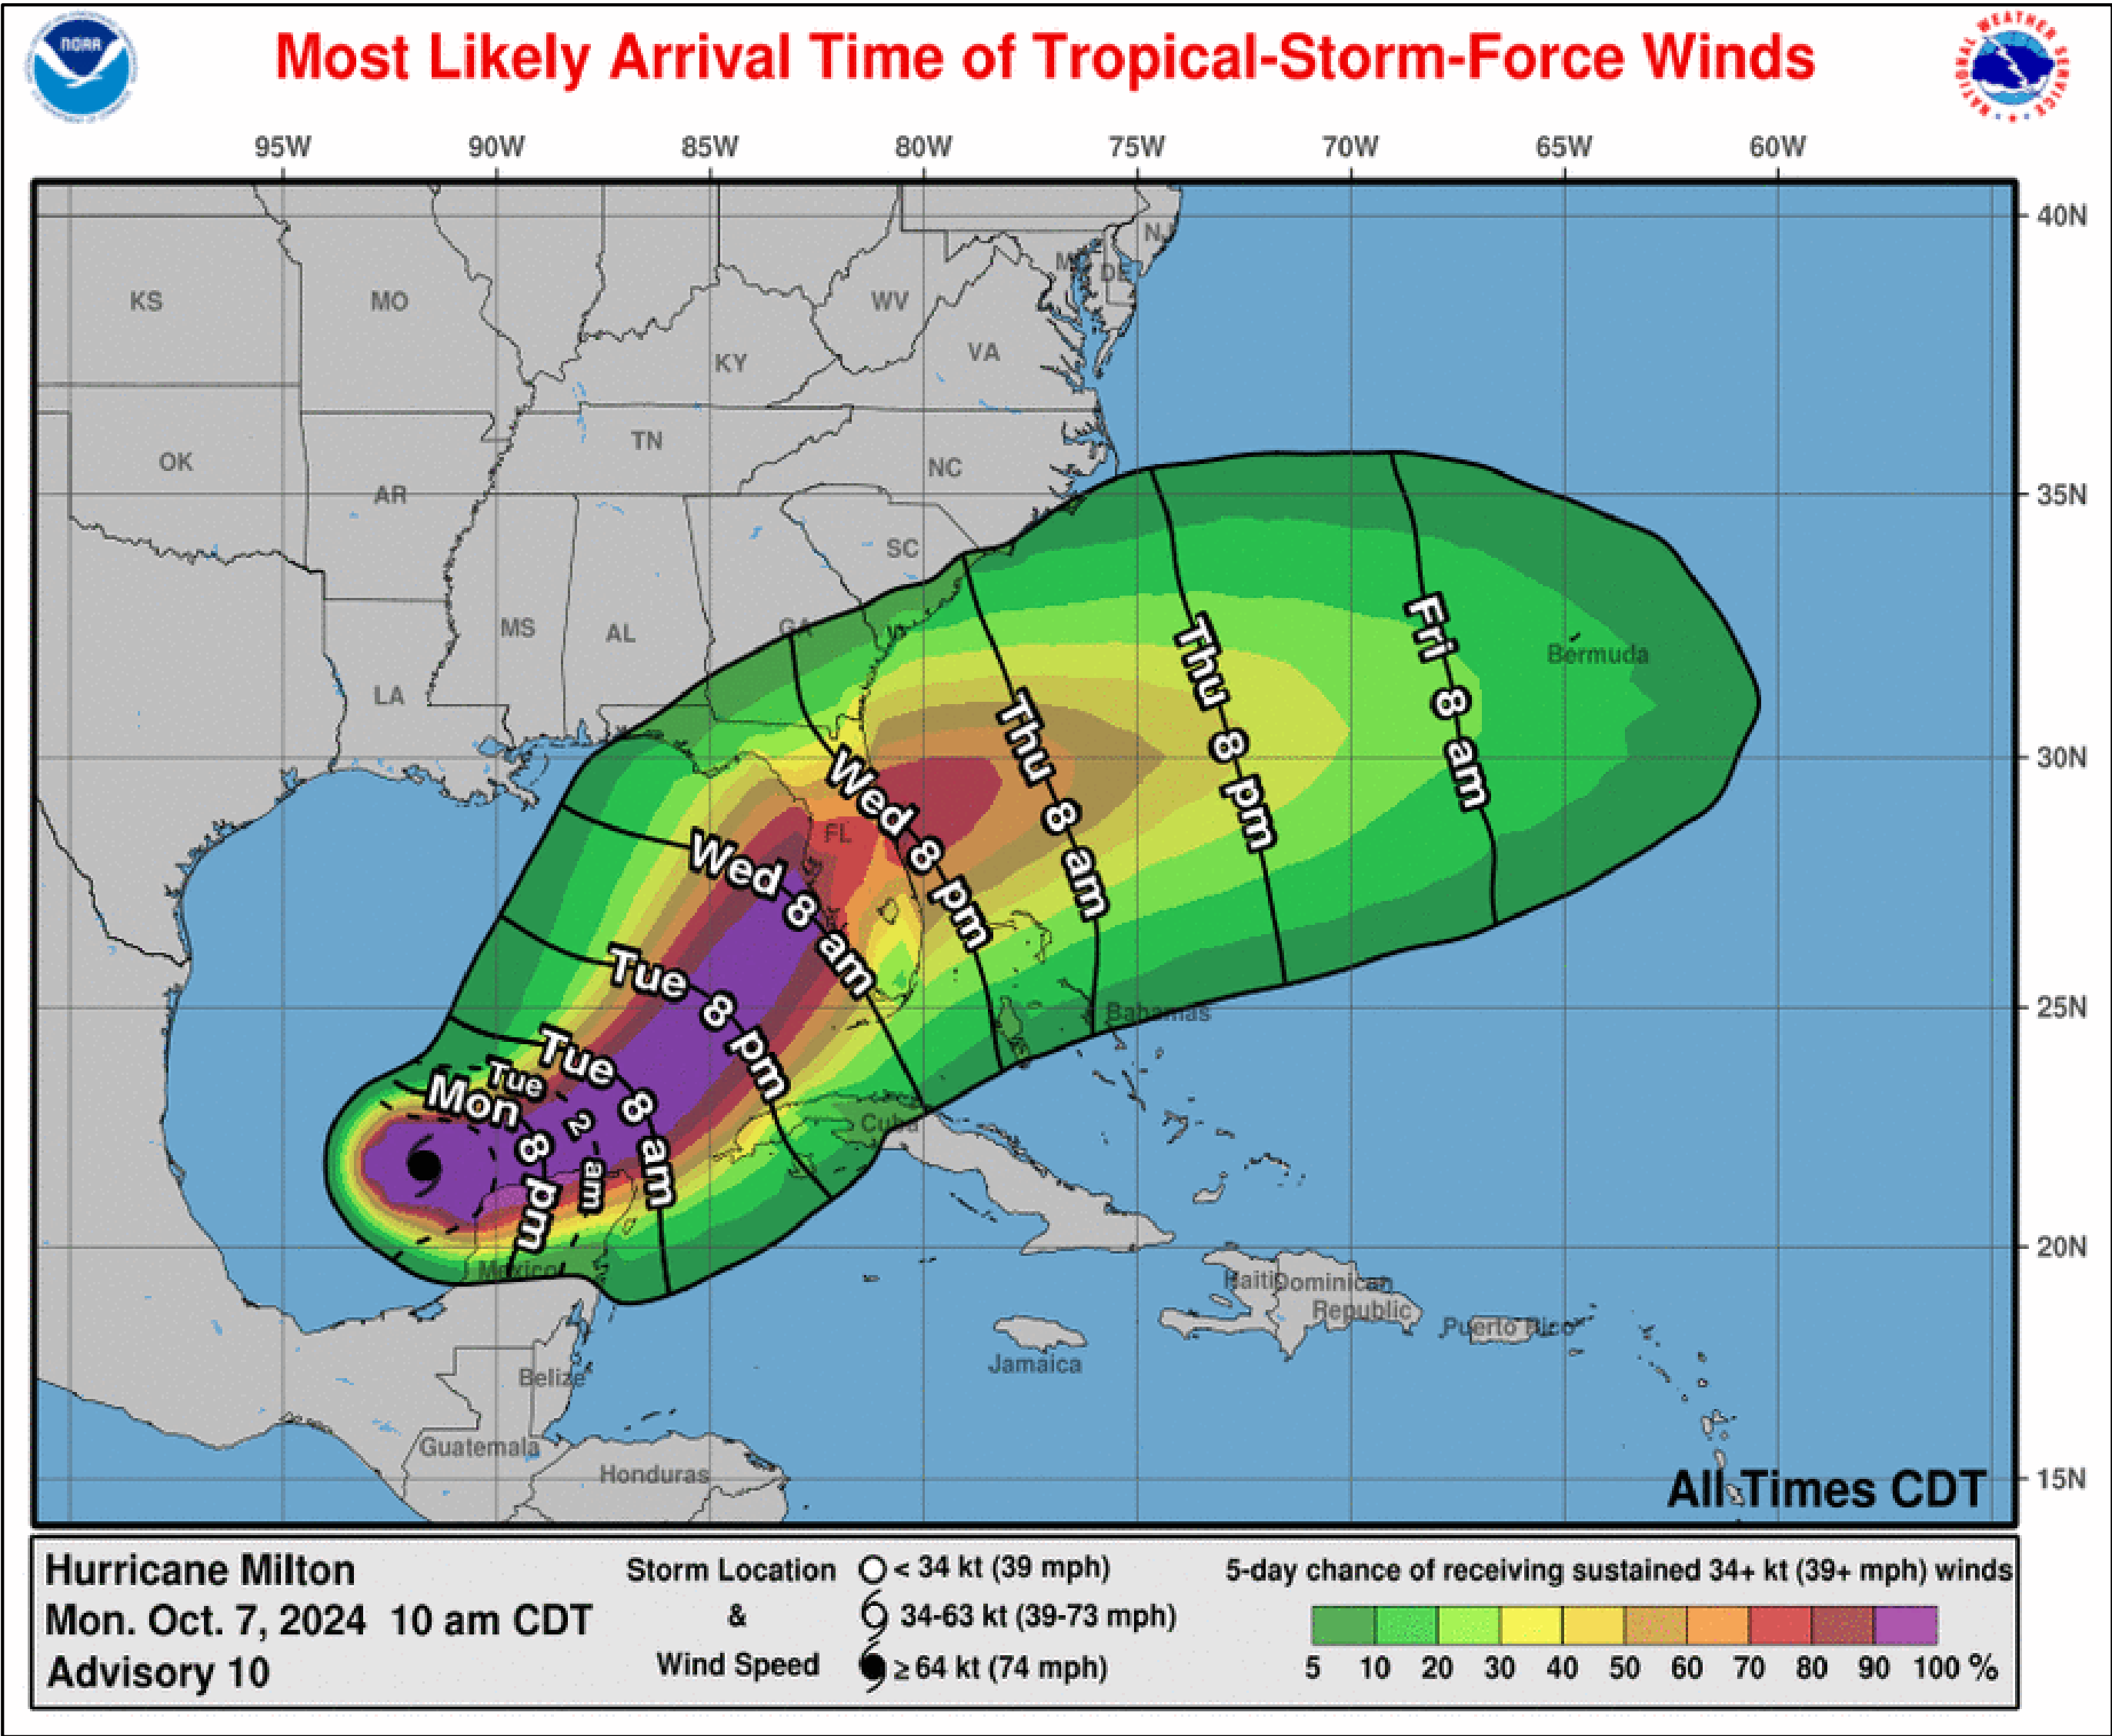 NOAA
Most Likely Arrival Time of Tropical-Storm-Force Winds
NATIONAL WEATHER SERVICE
95W 90W 85W 80W 75W 70W 65W 60W
40N
NJ
DE
KS
MO
WV
VA
KY
TN
OK
NC
35N
AR
SC
MS
AL
GA
LA
Bermuda
30N
FL
Fri 8 am
Thu 8 pm
Thu 8 am
Wed 8 pm
Wed 8 am
Tue 8 pm
Tue 8 am
Tue 2 am
Mon 8 pm
25N
Bahamas
Cuba
20N
Mexico
Haiti
Dominican
Republic
Puerto Rico
Jamaica
Belize
Guatemala
Honduras
15N
All Times CDT
Hurricane Milton
Mon. Oct. 7, 2024 10 am CDT
Advisory 10
Storm Location
&
Wind Speed
< 34 kt (39 mph)
34-63 kt (39-73 mph)
≥ 64 kt (74 mph)
5-day chance of receiving sustained 34+ kt (39+ mph) winds
5 10 20 30 40 50 60 70 80 90 100 %